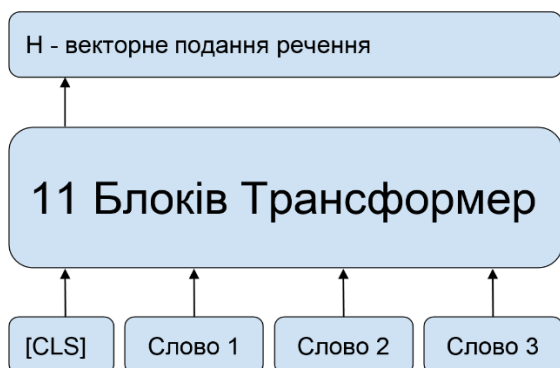 Н - векторне подання речення
11 Блоків Трансформер
[CLS]
Слово 1
Слово 2
Слово 3